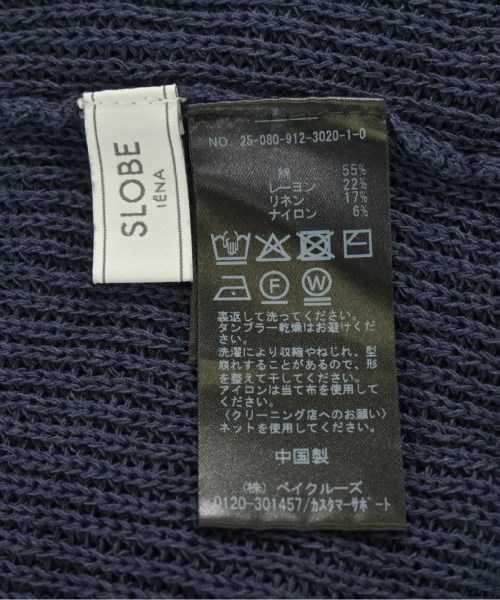 SLOBE
IÉNA
NO. 25-080-912-3020-1-0
綿 55%
レーヨン 22%
リネン 17%
ナイロン 6%
F W
裏返して洗ってください。
タンブラー乾燥はお避けくだ
さい。
洗濯により収縮やねじれ、型
崩れすることがあるので、形
を整えて干してください。
アイロンは当て布を使用して
ください。
〈クリーニング店へのお願い〉
ネットを使用してください。
中国製
(株) ベイクルーズ
0120-301457/カスタマーサポート